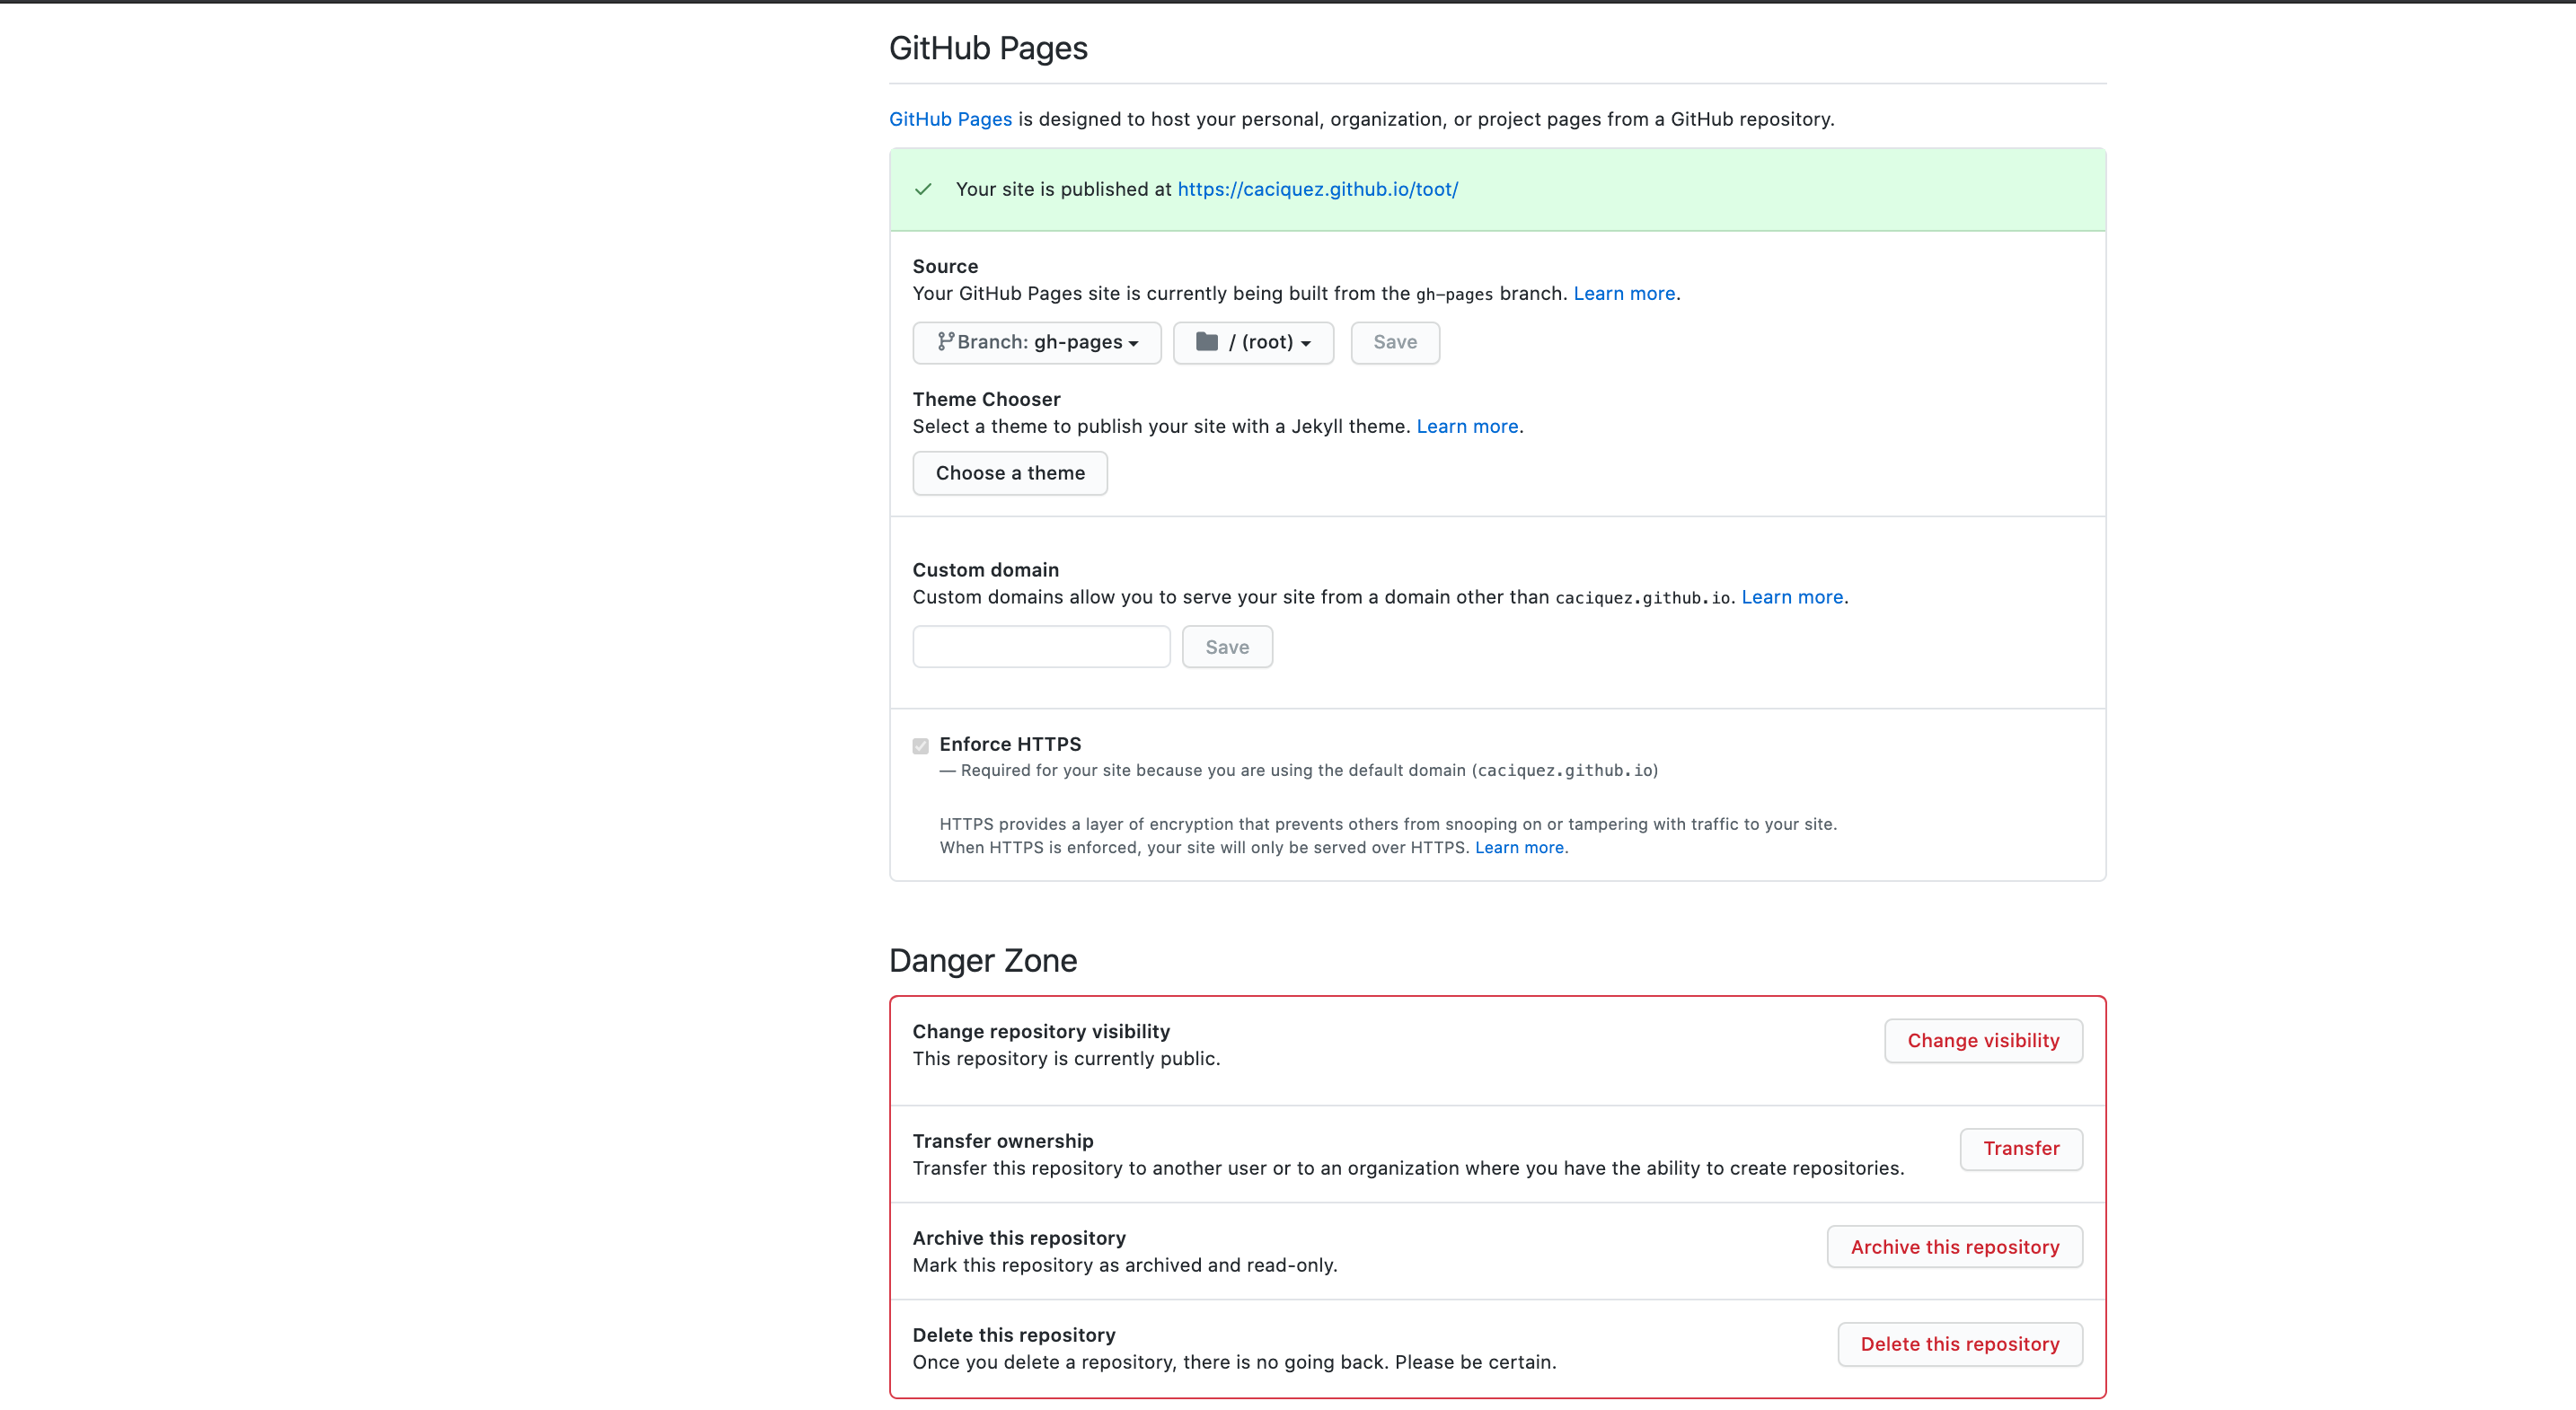 GitHub Pages
GitHub Pages is designed to host your personal, organization, or project pages from a GitHub repository.
Your site is published at https://caciquez.github.io/toot/
Source
Your GitHub Pages site is currently being built from the gh-pages branch. Learn more.
Branch: gh-pages / (root) Save
Theme Chooser
Select a theme to publish your site with a Jekyll theme. Learn more.
Choose a theme
Custom domain
Custom domains allow you to serve your site from a domain other than caciquez.github.io. Learn more.
Save
Enforce HTTPS
— Required for your site because you are using the default domain (caciquez.github.io)
HTTPS provides a layer of encryption that prevents others from snooping on or tampering with traffic to your site.
When HTTPS is enforced, your site will only be served over HTTPS. Learn more.
Danger Zone
Change repository visibility
This repository is currently public.
Change visibility
Transfer ownership
Transfer this repository to another user or to an organization where you have the ability to create repositories.
Transfer
Archive this repository
Mark this repository as archived and read-only.
Archive this repository
Delete this repository
Once you delete a repository, there is no going back. Please be certain.
Delete this repository